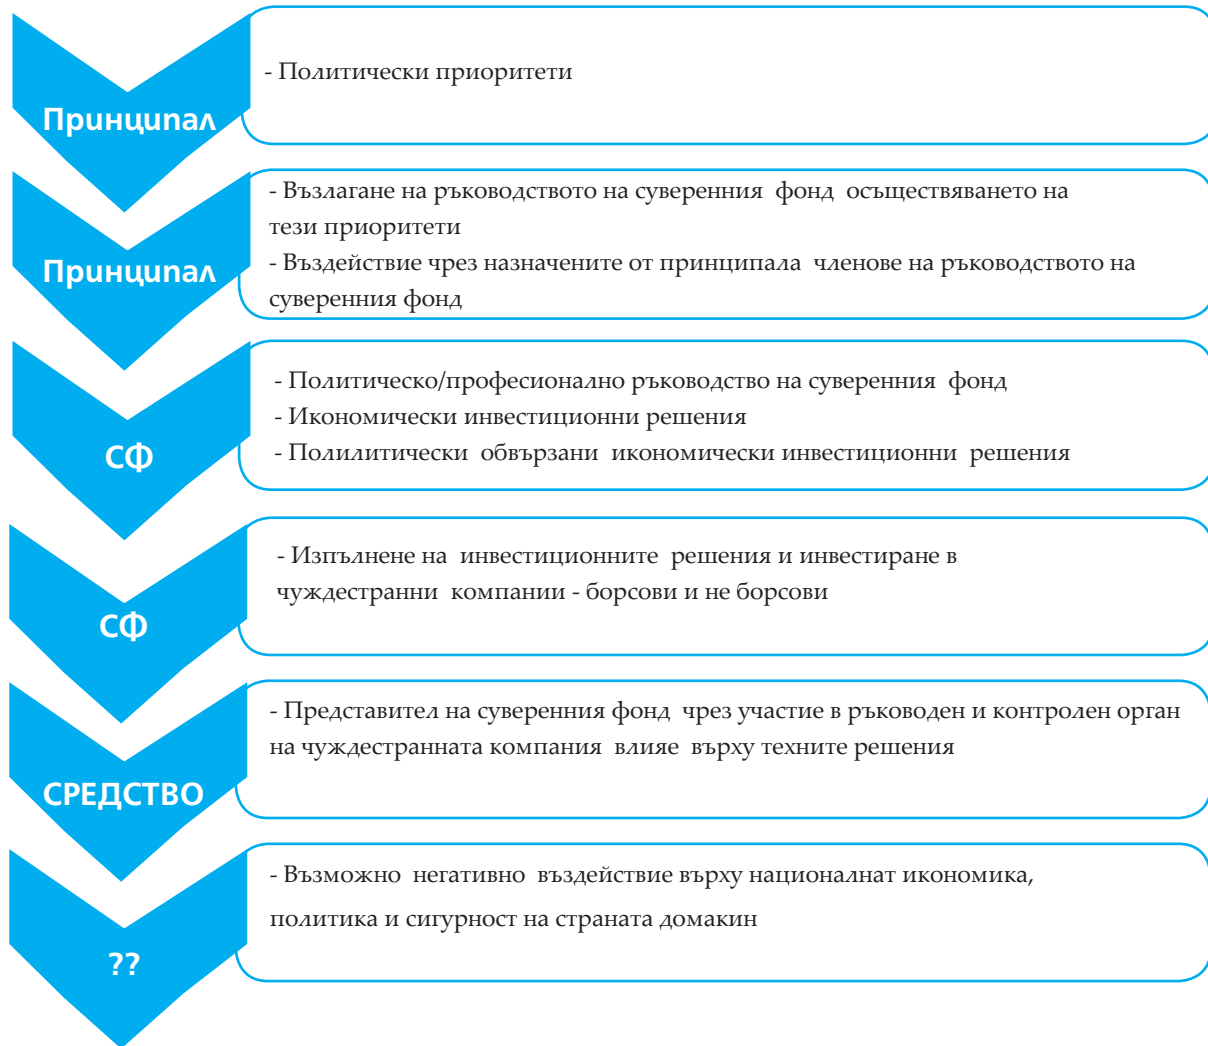 - Политически приоритети
Принципал
- Възлагане на ръководството на суверенния фонд осъществяването на
тези приоритети
- Въздействие чрез назначените от принципала членове на ръководството на
суверенния фонд
Принципал
- Политическо/професионално ръководство на суверенния фонд
- Икономически инвестиционни решения
- Полилитически обвързани икономически инвестиционни решения
СФ
- Изпълнене на инвестиционните решения и инвестиране в
чуждестранни компании - борсови и не борсови
СФ
- Представител на суверенния фонд чрез участие в ръководен и контролен орган
на чуждестранната компания влияе върху техните решения
СРЕДСТВО
- Възможно негативно въздействие върху националнат икономика,
политика и сигурност на страната домакин
??